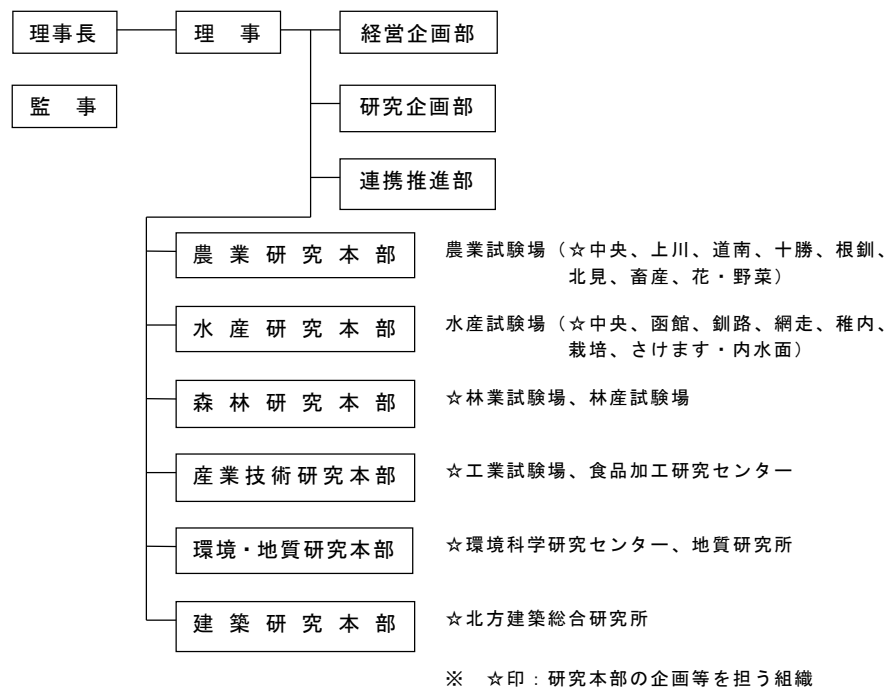 理事長
理　事
経営企画部
監　事
研究企画部
連携推進部
農業研究本部
農業試験場（☆中央、上川、道南、十勝、根釧、
北見、畜産、花・野菜）
水産研究本部
水産試験場（☆中央、函館、釧路、網走、稚内、
栽培、さけます・内水面）
森林研究本部
☆林業試験場、林産試験場
産業技術研究本部
☆工業試験場、食品加工研究センター
環境・地質研究本部
☆環境科学研究センター、地質研究所
建築研究本部
☆北方建築総合研究所
※　☆印：研究本部の企画等を担う組織